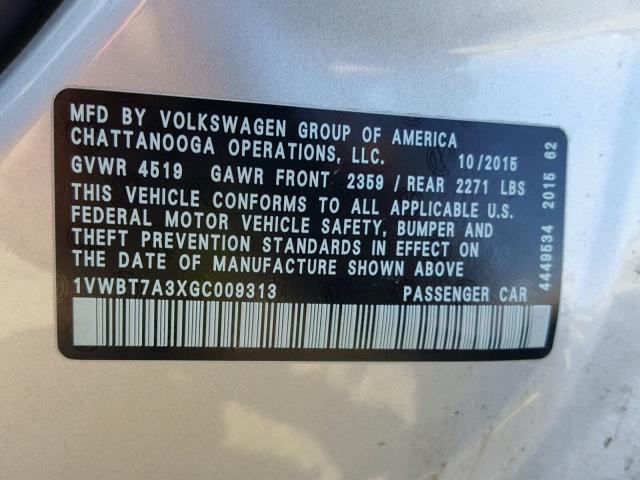 MFD BY VOLKSWAGEN GROUP OF AMERICA
CHATTANOOGA OPERATIONS, LLC. 10/2015
GVWR 4519 GAWR FRONT 2359 / REAR 2271 LBS
THIS VEHICLE CONFORMS TO ALL APPLICABLE U.S.
FEDERAL MOTOR VEHICLE SAFETY, BUMPER AND
THEFT PREVENTION STANDARDS IN EFFECT ON
THE DATE OF MANUFACTURE SHOWN ABOVE
1VWBT7A3XGC009313 PASSENGER CAR
4449534 2015 62